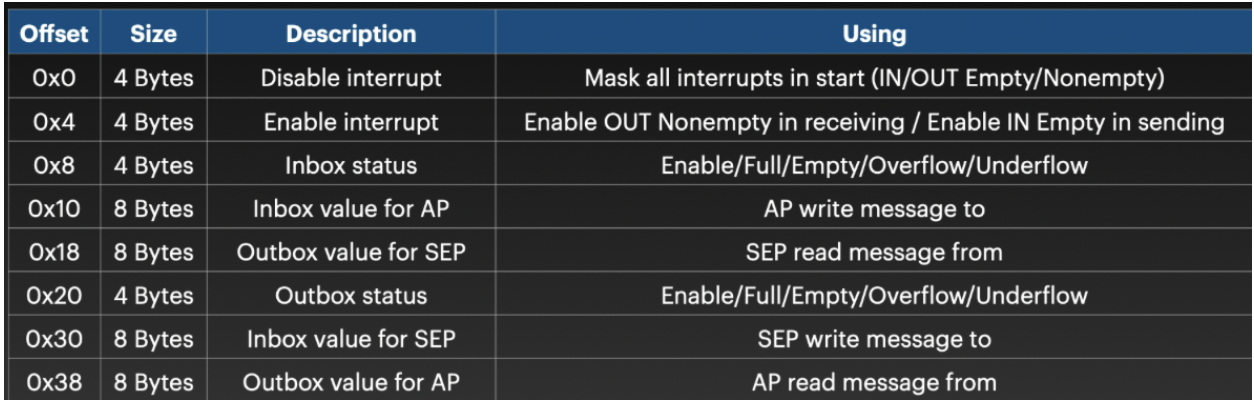 Offset Size Description Using
0x0 4 Bytes Disable interrupt Mask all interrupts in start (IN/OUT Empty/Nonempty)
0x4 4 Bytes Enable interrupt Enable OUT Nonempty in receiving / Enable IN Empty in sending
0x8 4 Bytes Inbox status Enable/Full/Empty/Overflow/Underflow
0x10 8 Bytes Inbox value for AP AP write message to
0x18 8 Bytes Outbox value for SEP SEP read message from
0x20 4 Bytes Outbox status Enable/Full/Empty/Overflow/Underflow
0x30 8 Bytes Inbox value for SEP SEP write message to
0x38 8 Bytes Outbox value for AP AP read message from